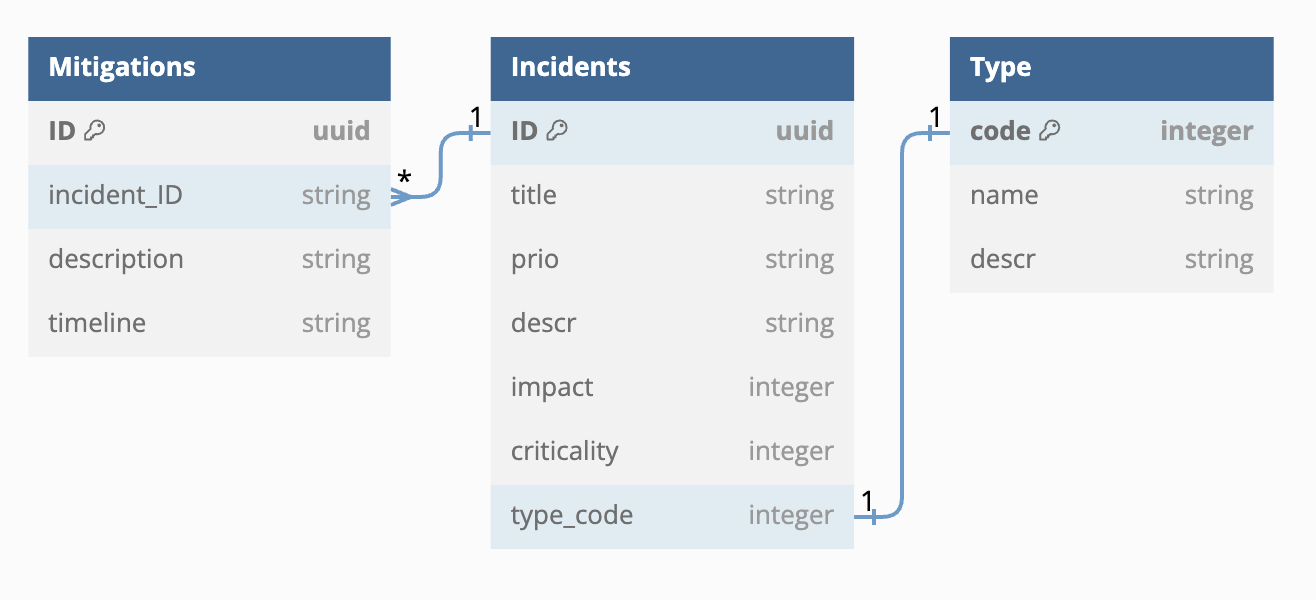 Mitigations
ID uuid
incident_ID string
description string
timeline string
* 1
Incidents
ID uuid
title string
prio string
descr string
impact integer
criticality integer
type_code integer
1 1
Type
code integer
name string
descr string